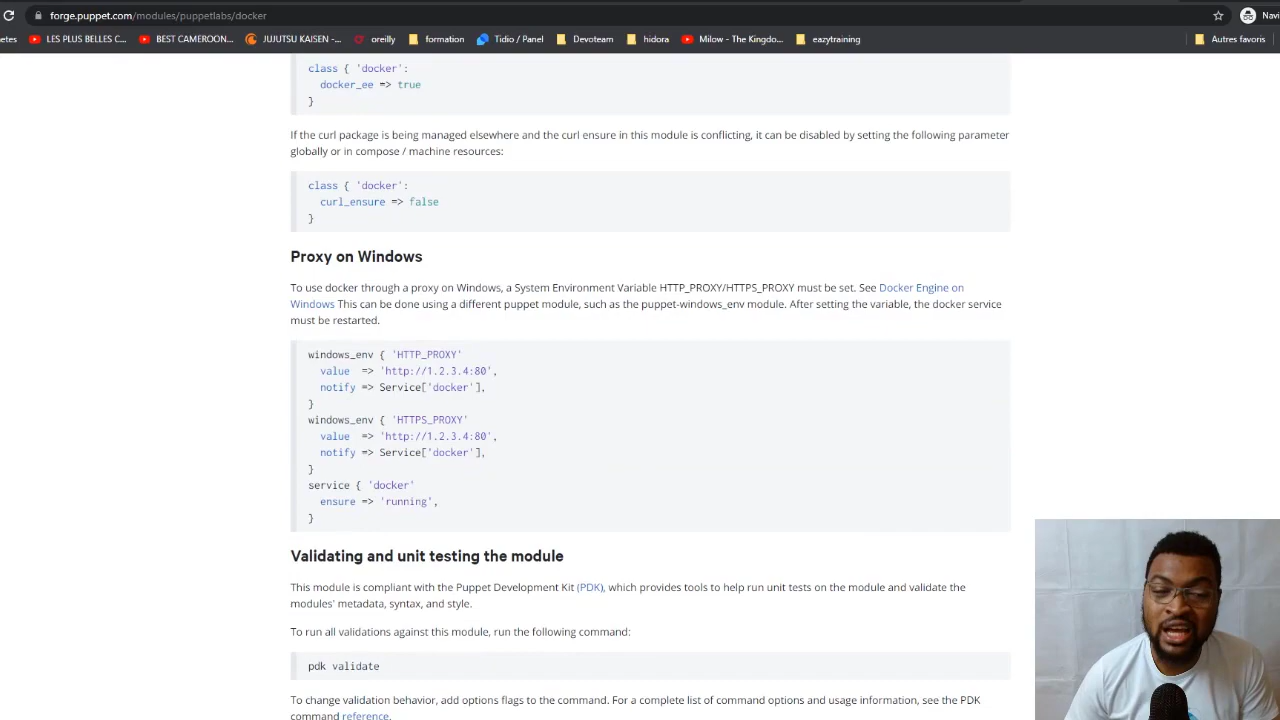 forge.puppet.com/modules/puppetlabs/docker
Navi
etes
LES PLUS BELLES C...
BEST CAMEROON...
JUJUTSU KAISEN -...
oreilly
formation
Tidio / Panel
Devoteam
hidora
Milow - The Kingdo...
eazytraining
Autres favoris
class { 'docker':
docker_ee => true
}
If the curl package is being managed elsewhere and the curl ensure in this module is conflicting, it can be disabled by setting the following parameter
globally or in compose / machine resources:
class { 'docker':
curl_ensure => false
}
Proxy on Windows
To use docker through a proxy on Windows, a System Environment Variable HTTP_PROXY/HTTPS_PROXY must be set. See Docker Engine on
Windows This can be done using a different puppet module, such as the puppet-windows_env module. After setting the variable, the docker service
must be restarted.
windows_env { 'HTTP_PROXY'
value  => 'http://1.2.3.4:80',
notify => Service['docker'],
}
windows_env { 'HTTPS_PROXY'
value  => 'http://1.2.3.4:80',
notify => Service['docker'],
}
service { 'docker'
ensure => 'running',
}
Validating and unit testing the module
This module is compliant with the Puppet Development Kit (PDK), which provides tools to help run unit tests on the module and validate the
modules' metadata, syntax, and style.
To run all validations against this module, run the following command:
pdk validate
To change validation behavior, add options flags to the command. For a complete list of command options and usage information, see the PDK
command reference.